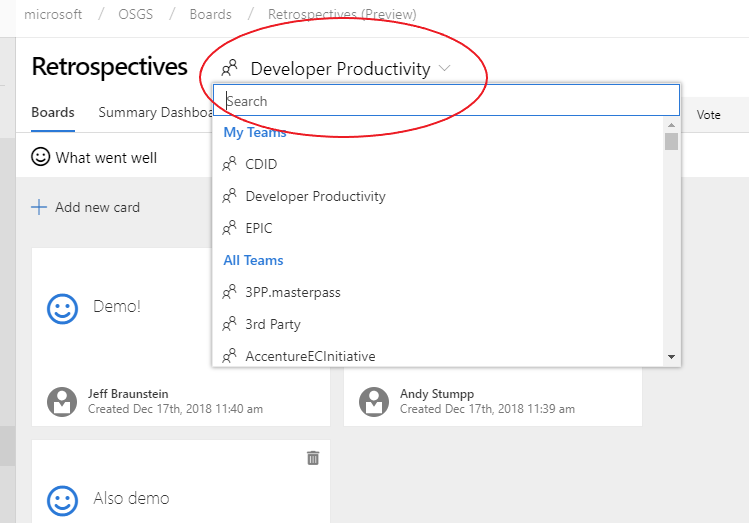 microsoft / OSGS / Boards / Retrospectives (Preview)
Retrospectives
Developer Productivity
Search
Boards
Summary Dashboa
Vote
My Teams
What went well
CDID
Developer Productivity
Add new card
EPIC
All Teams
Demo!
3PP.masterpass
3rd Party
AccentureECInitiative
Jeff Braunstein
Created Dec 17th, 2018 11:40 am
Andy Stumpp
Created Dec 17th, 2018 11:39 am
Also demo